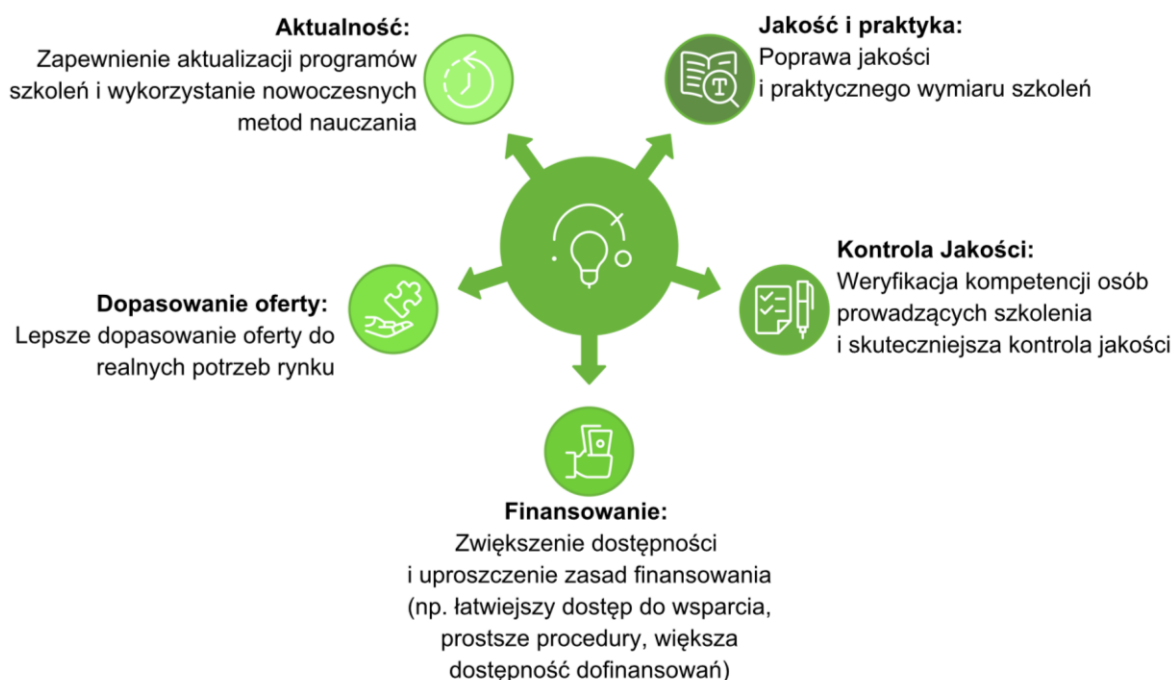 Aktualność:
Zapewnienie aktualizacji programów
szkoleń i wykorzystanie nowoczesnych
metod nauczania
Jakość i praktyka:
Poprawa jakości
i praktycznego wymiaru szkoleń
T
Dopasowanie oferty:
Lepsze dopasowanie oferty do
realnych potrzeb rynku
Kontrola Jakości:
Weryfikacja kompetencji osób
prowadzących szkolenia
i skuteczniejsza kontrola jakości
Finansowanie:
Zwiększenie dostępności
i uproszczenie zasad finansowania
(np. łatwiejszy dostęp do wsparcia,
prostsze procedury, większa
dostępność dofinansowań)